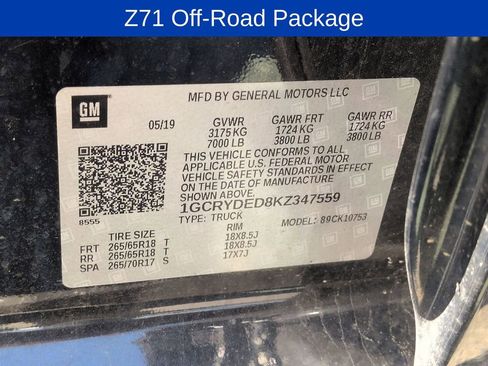 Z71 Off-Road Package
GM
MFD BY GENERAL MOTORS LLC
05/19 GVWR GAWR FRT GAWR RR
3175 KG 1724 KG 1724 KG
7000 LB 3800 LB 3800 LB
THIS VEHICLE CONFORMS TO ALL
APPLICABLE U.S. FEDERAL MOTOR
VEHICLE SAFETY STANDARDS IN EFFECT
ON THE DATE OF MANUFACTURE
1GCRYDED8KZ347559
8555
TYPE: TRUCK MODEL: 89CK10753
TIRE SIZE RIM
FRT 265/65R18 T 18X8.5J
RR 265/65R18 T 18X8.5J
SPA 265/70R17 S 17X7J